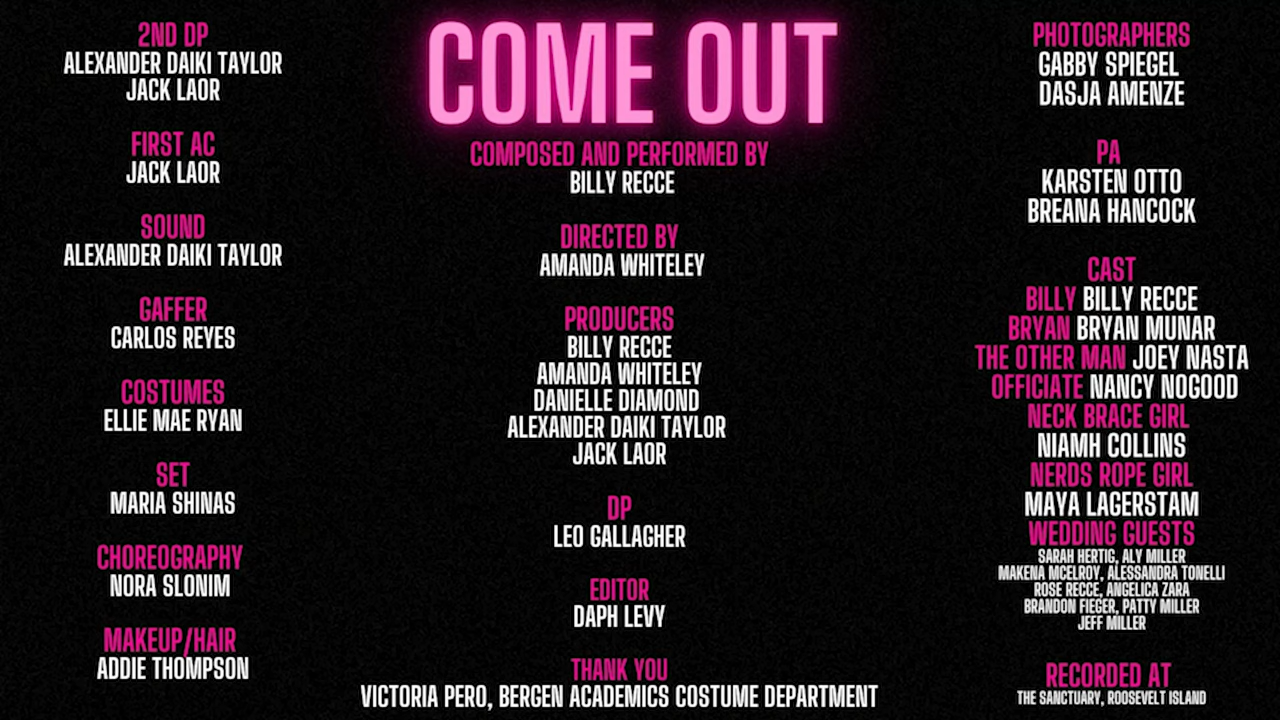 2ND DP
ALEXANDER DAIKI TAYLOR
JACK LAOR
FIRST AC
JACK LAOR
SOUND
ALEXANDER DAIKI TAYLOR
GAFFER
CARLOS REYES
COSTUMES
ELLIE MAE RYAN
SET
MARIA SHINAS
CHOREOGRAPHY
NORA SLONIM
MAKEUP/HAIR
ADDIE THOMPSON
COME OUT
COMPOSED AND PERFORMED BY
BILLY RECCE
DIRECTED BY
AMANDA WHITELEY
PRODUCERS
BILLY RECCE
AMANDA WHITELEY
DANIELLE DIAMOND
ALEXANDER DAIKI TAYLOR
JACK LAOR
DP
LEO GALLAGHER
EDITOR
DAPH LEVY
THANK YOU
VICTORIA PERO, BERGEN ACADEMICS COSTUME DEPARTMENT
PHOTOGRAPHERS
GABBY SPIEGEL
DASJA AMENZE
PA
KARSTEN OTTO
BREANA HANCOCK
CAST
BILLY BILLY RECCE
BRYAN BRYAN MUNAR
THE OTHER MAN JOEY NASTA
OFFICIATE NANCY NOGOOD
NECK BRACE GIRL
NIAMH COLLINS
NERDS ROPE GIRL
MAYA LAGERSTAM
WEDDING GUESTS
SARAH HERTIG, ALY MILLER
MAKENA MCELROY, ALESSANDRA TONELLI
ROSE RECCE, ANGELICA ZARA
BRANDON FIEGER, PATTY MILLER
JEFF MILLER
RECORDED AT
THE SANCTUARY, ROOSEVELT ISLAND